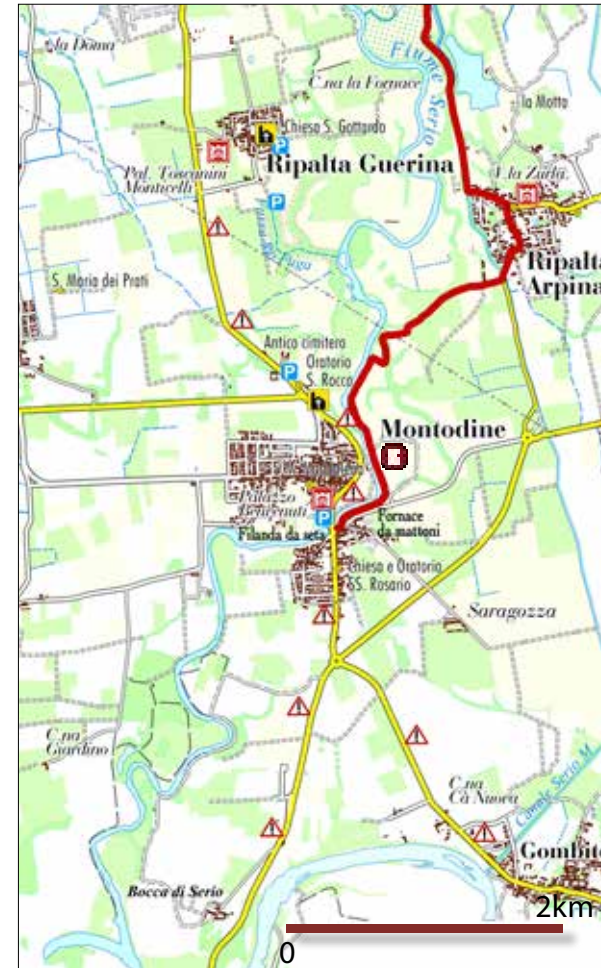 la Doma
Fiume Serio
C.na la Fornace
la Motta
Chiesa S. Gottardo
P
Ripalta Guerina
Pal. Toscanini
Monticelli
V.la Zurla
P
Ripalta
Arpina
S. Maria dei Prati
Antico cimitero
P
Oratorio
S. Rocco
Montodine
Palazzo
Benvenuti
P
Filanda da seta
Fornace
da mattoni
Chiesa e Oratorio
SS. Rosario
Saragozza
C.na
Giardino
C.na
Cà Nuova
Canale Serio M.
Gombito
Bocca di Serio
2km
0